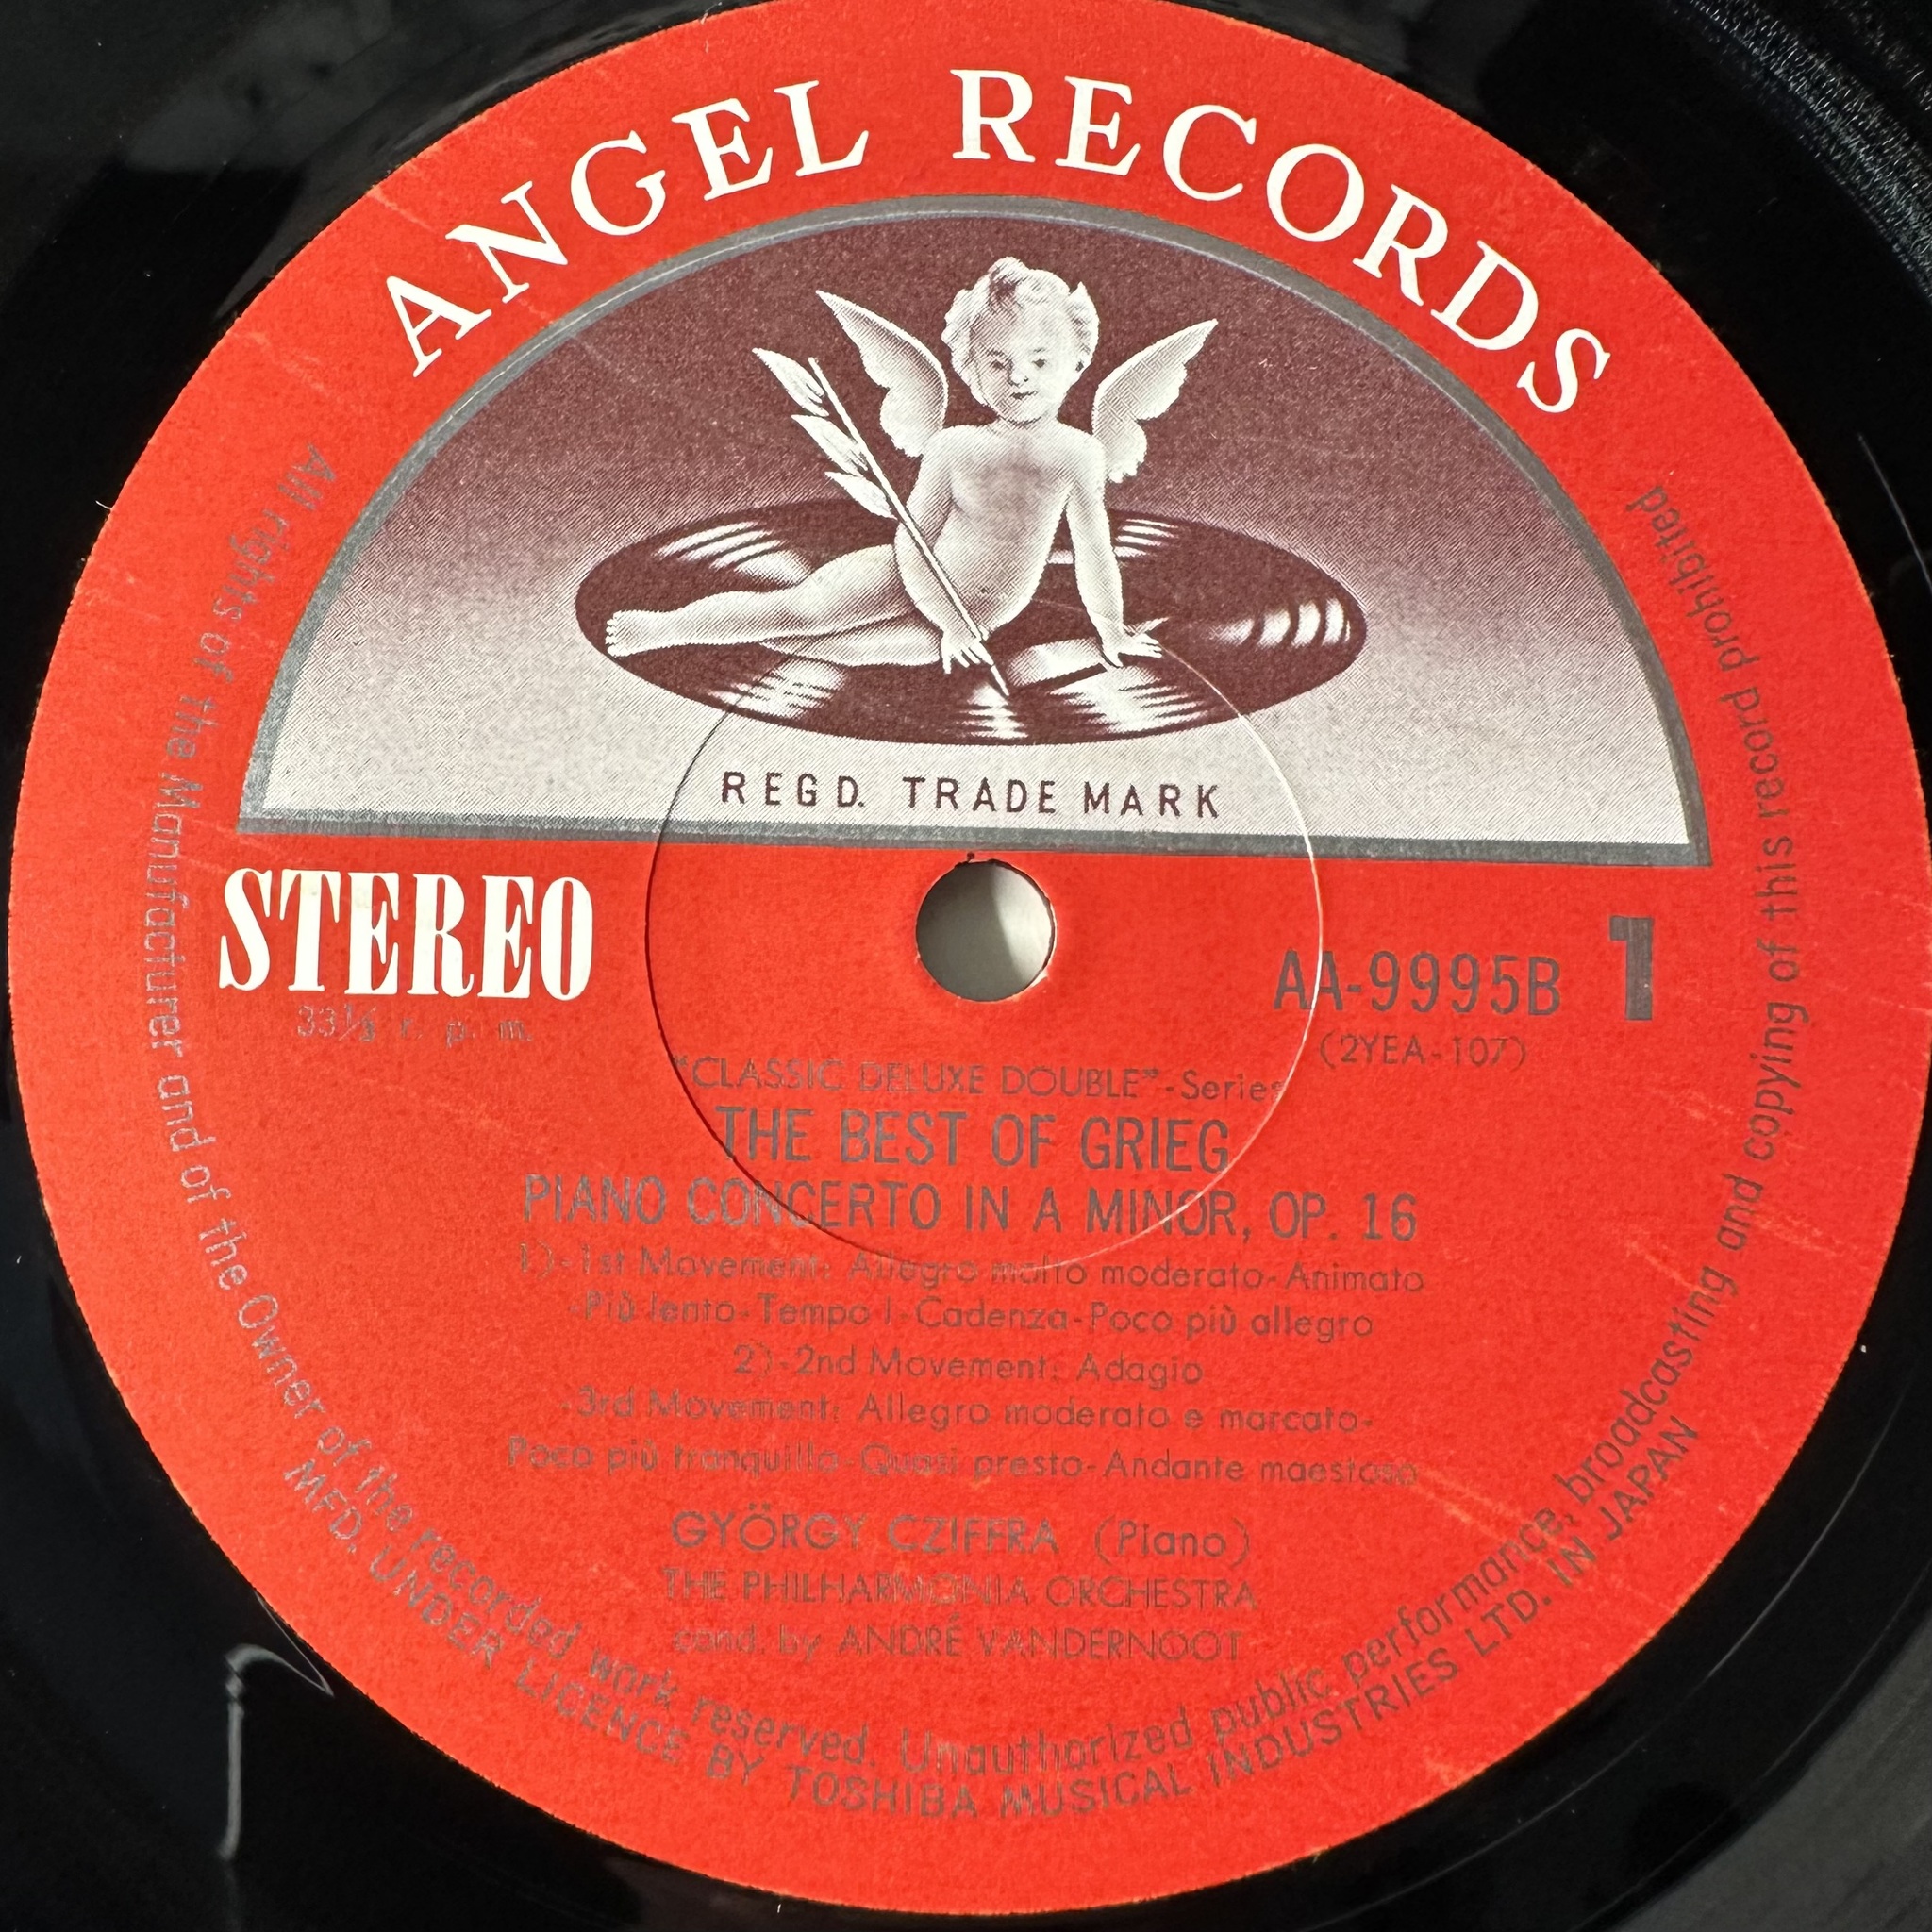 ANGEL RECORDS
REGD. TRADE MARK
STEREO
33⅓ r. p. m.
AA-9995B 1
(2YEA-107)
"CLASSIC DELUXE DOUBLE"-Series
THE BEST OF GRIEG
PIANO CONCERTO IN A MINOR, OP. 16
1)-1st Movement: Allegro molto moderato-Animato
-Più lento-Tempo I-Cadenza-Poco più allegro
2)-2nd Movement: Adagio
-3rd Movement: Allegro moderato e marcato-
Poco più tranquillo-Quasi presto-Andante maestoso
GYÖRGY CZIFFRA (Piano)
THE PHILHARMONIA ORCHESTRA
cond. by ANDRÉ VANDERNOOT
All rights of the Manufacturer and of the Owner of the recorded work reserved. Unauthorized public performance, broadcasting and copying of this record prohibited
MFD. UNDER LICENCE BY TOSHIBA MUSICAL INDUSTRIES LTD. IN JAPAN